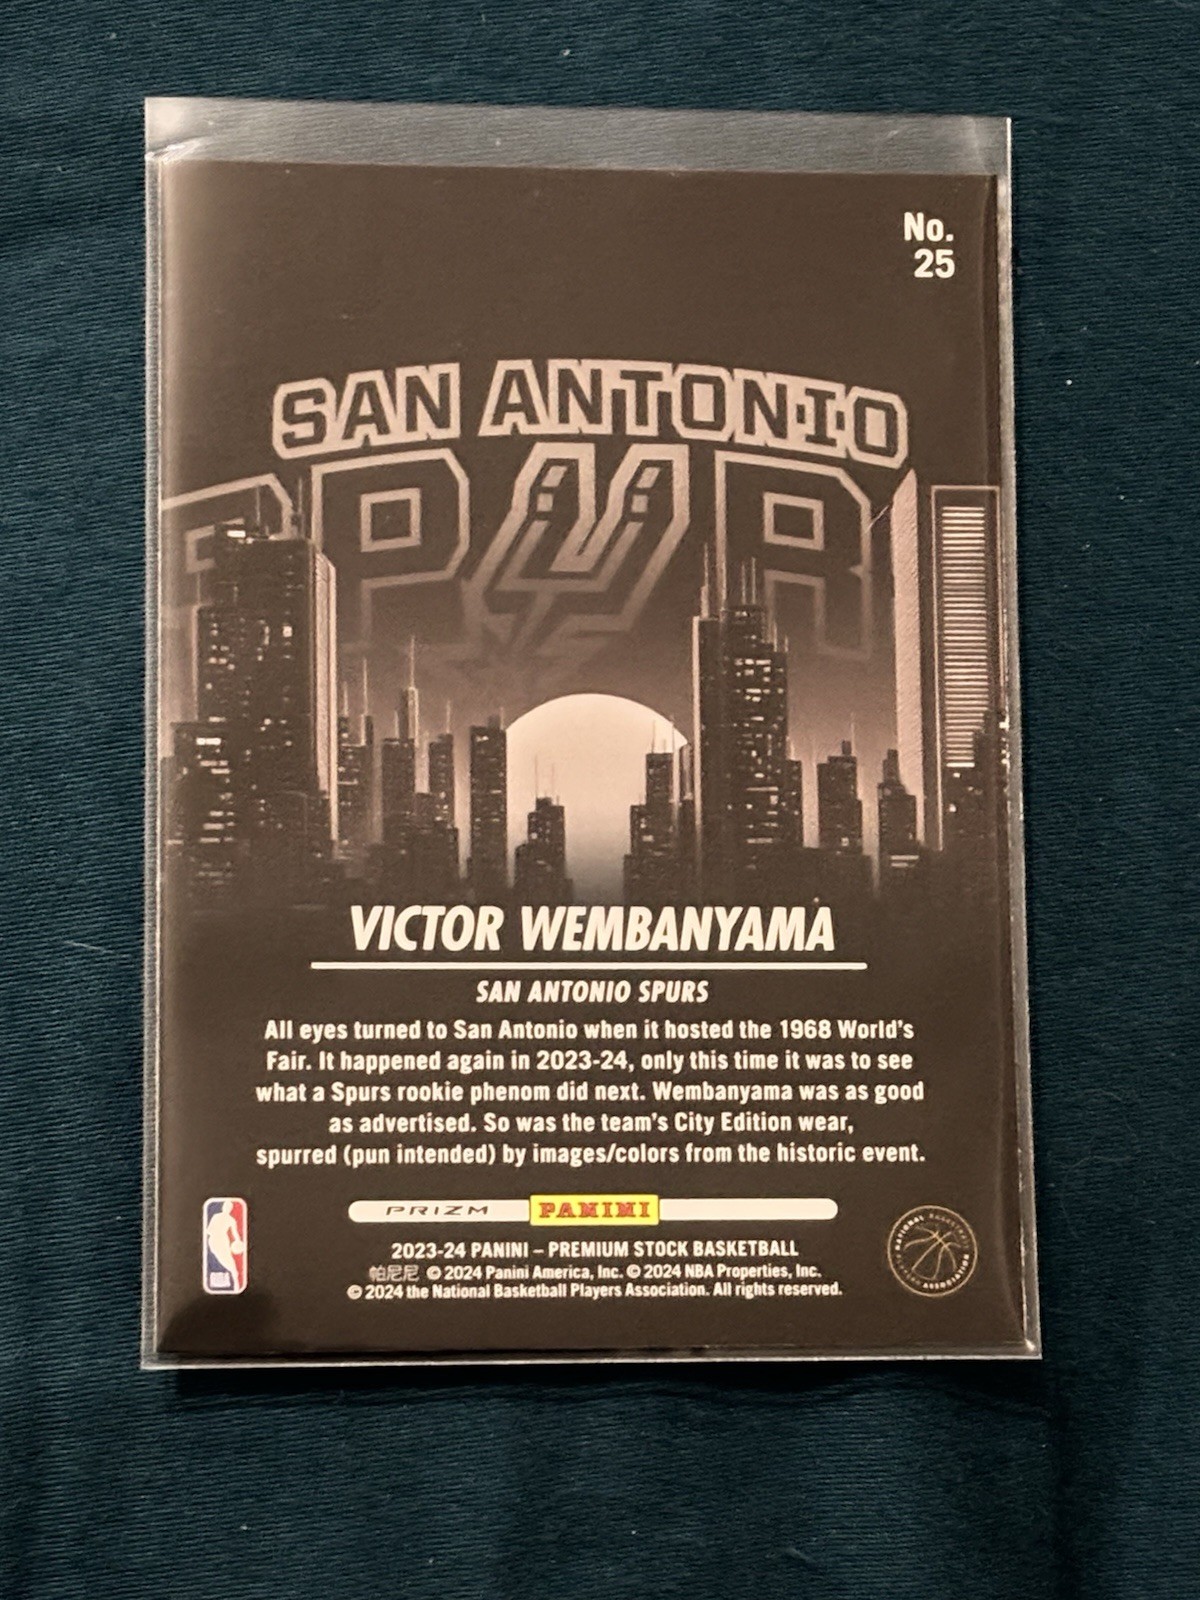 No.
25
SAN ANTONIO
SPURS
VICTOR WEMBANYAMA
SAN ANTONIO SPURS
All eyes turned to San Antonio when it hosted the 1968 World's
Fair. It happened again in 2023-24, only this time it was to see
what a Spurs rookie phenom did next. Wembanyama was as good
as advertised. So was the team's City Edition wear,
spurred (pun intended) by images/colors from the historic event.
PRIZM PANINI
NBA
NATIONAL BASKETBALL PLAYERS ASSOCIATION
2023-24 PANINI – PREMIUM STOCK BASKETBALL
帕尼尼 © 2024 Panini America, Inc. © 2024 NBA Properties, Inc.
© 2024 the National Basketball Players Association. All rights reserved.